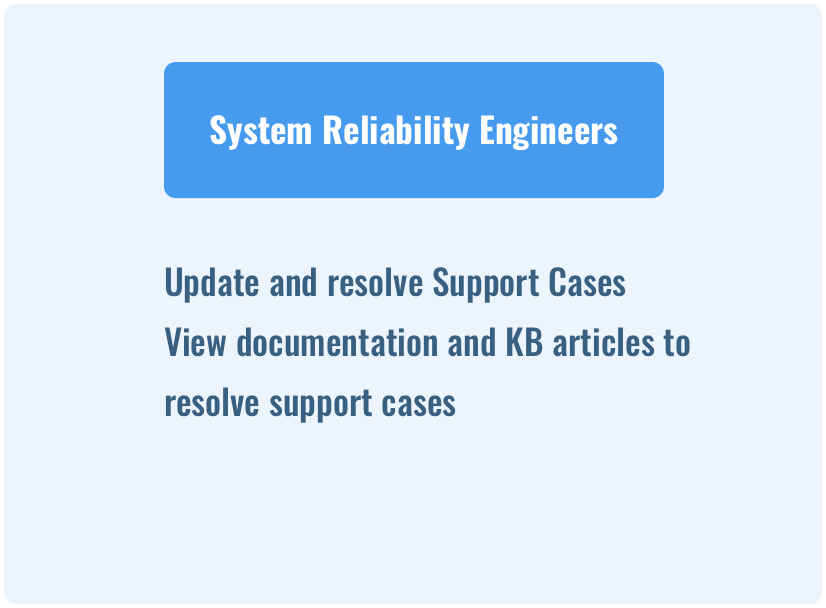 System Reliability Engineers
Update and resolve Support Cases
View documentation and KB articles to
resolve support cases